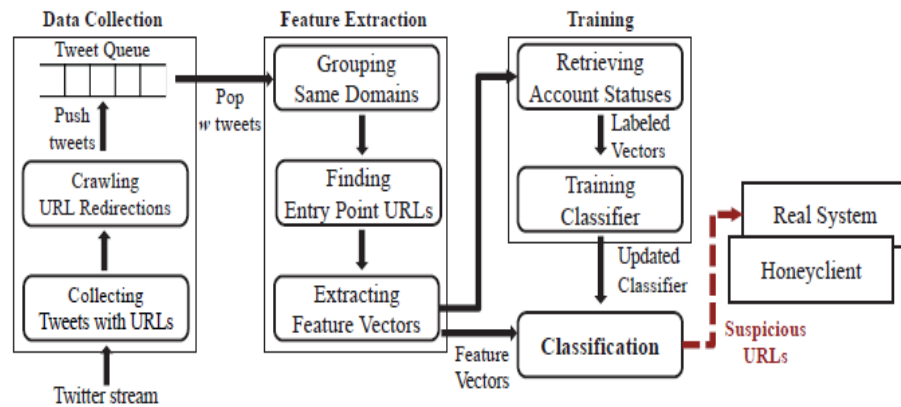 Data Collection
Tweet Queue
Push
tweets
Crawling
URL Redirections
Collecting
Tweets with URLs
Twitter stream
Pop
w tweets
Feature Extraction
Grouping
Same Domains
Finding
Entry Point URLs
Extracting
Feature Vectors
Feature
Vectors
Training
Retrieving
Account Statuses
Labeled
Vectors
Training
Classifier
Updated
Classifier
Classification
Suspicious
URLs
Real System
Honeyclient